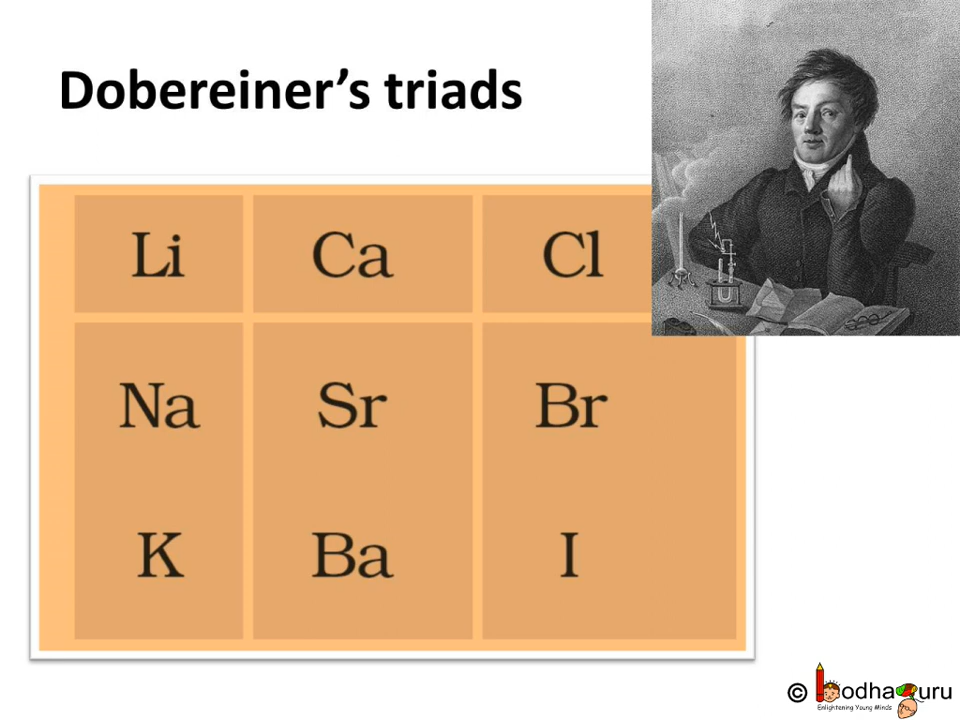 Dobereiner’s triads
Li Ca Cl
Na Sr Br
K Ba I
© bodhaGuru
Enlightening Young Minds